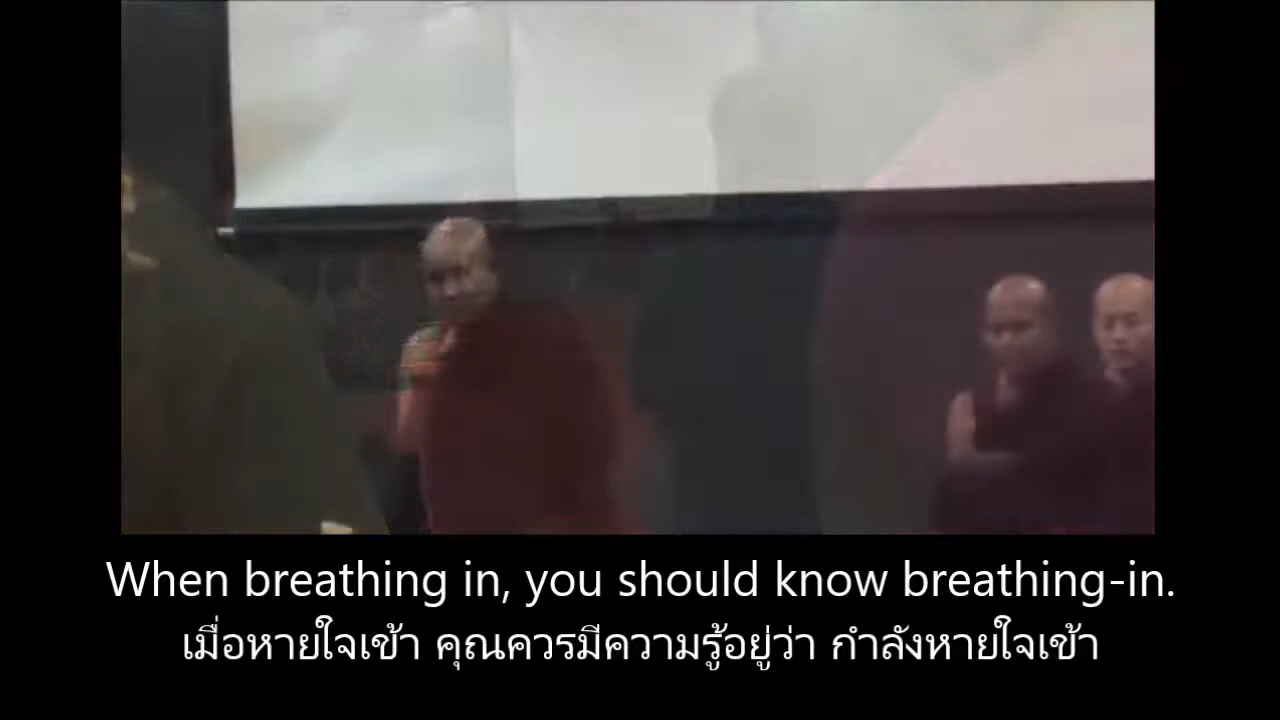 When breathing in, you should know breathing-in.
เมื่อหายใจเข้า คุณควรมีความรู้อยู่ว่า กำลังหายใจเข้า